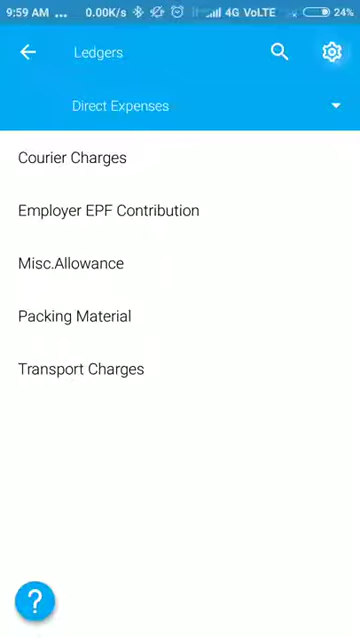 9:59 AM ... 0.00K/s 4G VoLTE 24%
Ledgers
Direct Expenses
Courier Charges
Employer EPF Contribution
Misc.Allowance
Packing Material
Transport Charges
?